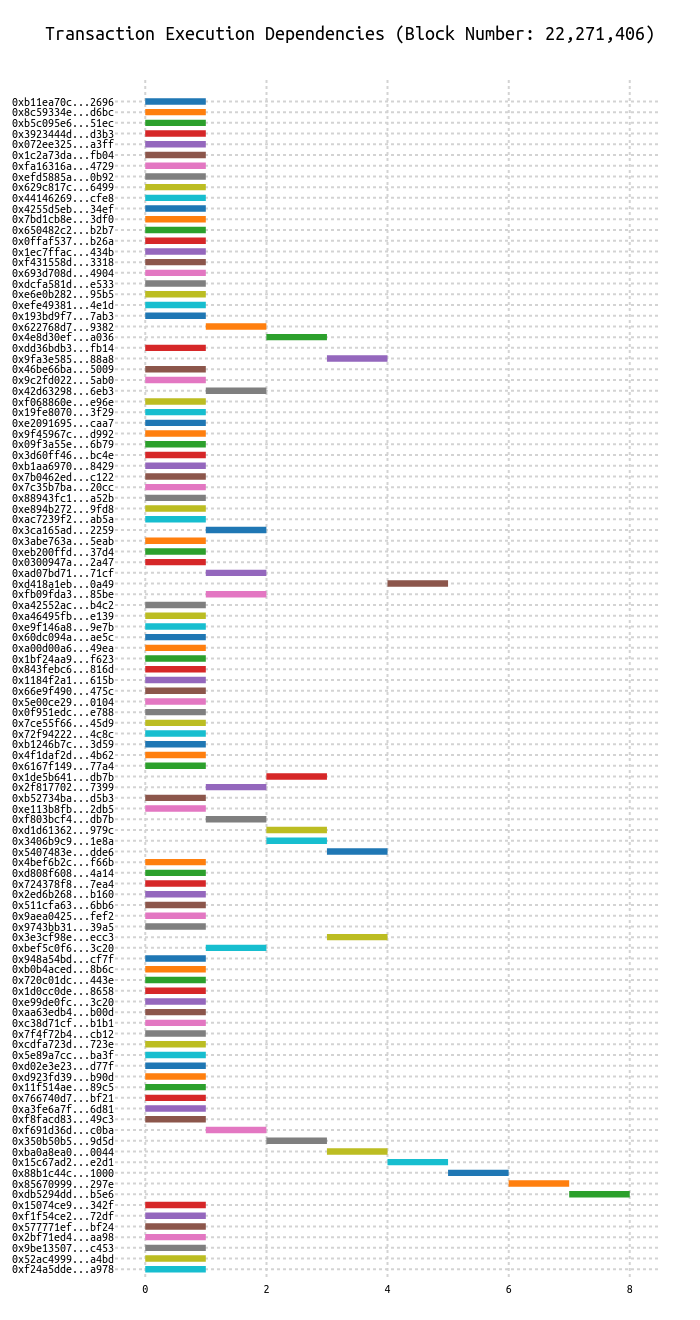 Transaction Execution Dependencies (Block Number: 22,271,406)
0xb11ea70c...2696
0x8c59334e...d6bc
0xb5c095e6...51ec
0x3923444d...d3b3
0x072ee325...a3ff
0x1c2a73da...fb04
0xfa16316a...4729
0xefd5885a...0b92
0x629c817c...6499
0x44146269...cfe8
0x4255d5eb...34ef
0x7bd1cb8e...3df0
0x650482c2...b2b7
0x0ffaf537...b26a
0x1ec7ffac...434b
0xf431558d...3318
0x693d708d...4904
0xdcfa581d...e533
0xe6e0b282...95b5
0xefe49381...4e1d
0x193bd9f7...7ab3
0x622768d7...9382
0x4e8d30ef...a036
0xdd36bdb3...fb14
0x9fa3e585...88a8
0x46be66ba...5009
0x9c2fd022...5ab0
0x42d63298...6eb3
0xf068860e...e96e
0x19fe8070...3f29
0xe2091695...caa7
0x9f45967c...d992
0x09f3a55e...6b79
0x3d60ff46...bc4e
0xb1aa6970...8429
0x7b0462ed...c122
0x7c35b7ba...20cc
0x88943fc1...a52b
0xe894b272...9fd8
0xac7239f2...ab5a
0x3ca165ad...2259
0x3abe763a...5eab
0xeb200ffd...37d4
0x0300947a...2a47
0xad07bd71...71cf
0xd418a1eb...0a49
0xfb09fda3...85be
0xa42552ac...b4c2
0xa46495fb...e139
0xe9f146a8...9e7b
0x60dc094a...ae5c
0xa00d00a6...49ea
0x1bf24aa9...f623
0x843febc6...816d
0x1184f2a1...615b
0x66e9f490...475c
0x5e00ce29...0104
0x0f951edc...e788
0x7ce55f66...45d9
0x72f94222...4c8c
0xb1246b7c...3d59
0x4f1daf2d...4b62
0x6167f149...77a4
0x1de5b641...db7b
0x2f817702...7399
0xb52734ba...d5b3
0xe113b8fb...2db5
0xf803bcf4...db7b
0xd1d61362...979c
0x3406b9c9...1e8a
0x5407483e...dde6
0x4bef6b2c...f66b
0xd808f608...4a14
0x724378f8...7ea4
0x2ed6b268...b160
0x511cfa63...6bb6
0x9aea0425...fef2
0x9743bb31...39a5
0x3e3cf98e...ecc3
0xbef5c0f6...3c20
0x948a54bd...cf7f
0xb0b4aced...8b6c
0x720c01dc...443e
0x1d0cc0de...8658
0xe99de0fc...3c20
0xaa63edb4...b00d
0xc38d71cf...b1b1
0x7f4f72b4...cb12
0xcdfa723d...723e
0x5e89a7cc...ba3f
0xd02e3e23...d77f
0xd923fd39...b90d
0x11f514ae...89c5
0x766740d7...bf21
0xa3fe6a7f...6d81
0xf8facd83...49c3
0xf691d36d...c0ba
0x350b50b5...9d5d
0xba0a8ea0...0044
0x15c67ad2...e2d1
0x88b1c44c...1000
0x85670999...297e
0xdb5294dd...b5e6
0x15074ce9...342f
0xf1f54ce2...72df
0x577771ef...bf24
0x2bf71ed4...aa98
0x9be13507...c453
0x52ac4999...a4bd
0xf24a5dde...a978
0 2 4 6 8